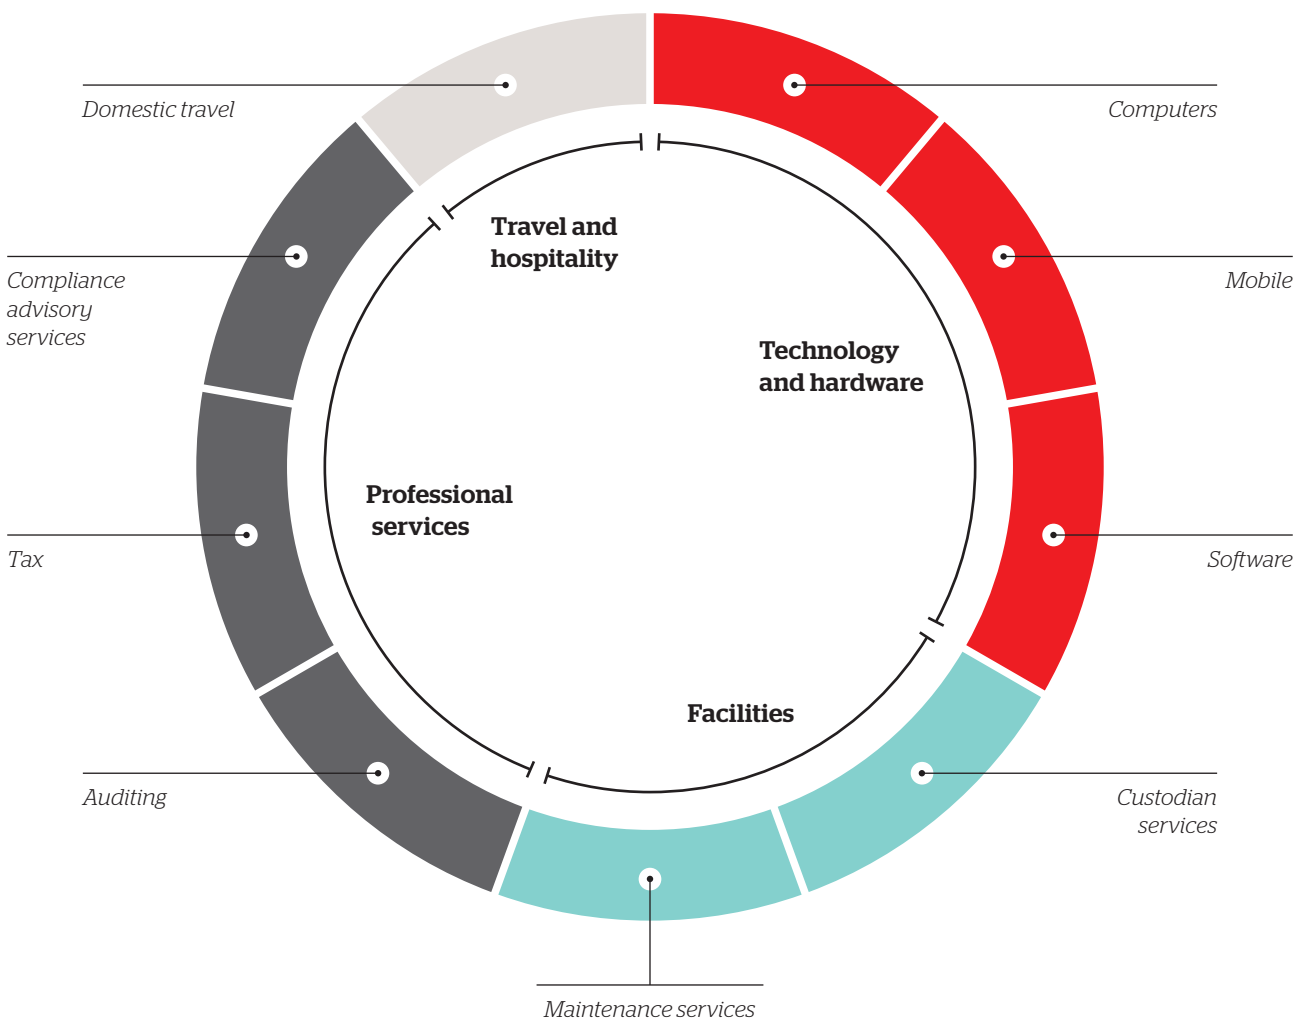 Domestic travel
Computers
Travel and
hospitality
Compliance
advisory
services
Mobile
Technology
and hardware
Professional
services
Tax
Software
Facilities
Auditing
Custodian
services
Maintenance services